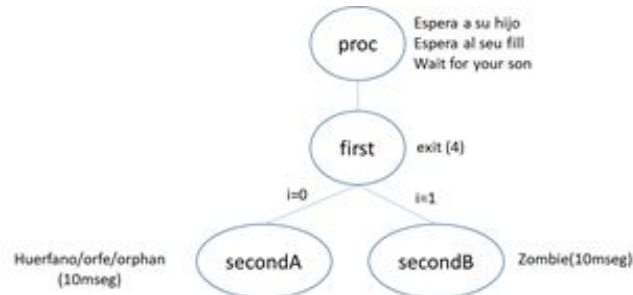 proc
Espera a su hijo
Espera al seu fill
Wait for your son
first
exit (4)
i=0
i=1
Huerfano/orfe/orphan
(10mseg)
secondA
secondB
Zombie(10mseg)